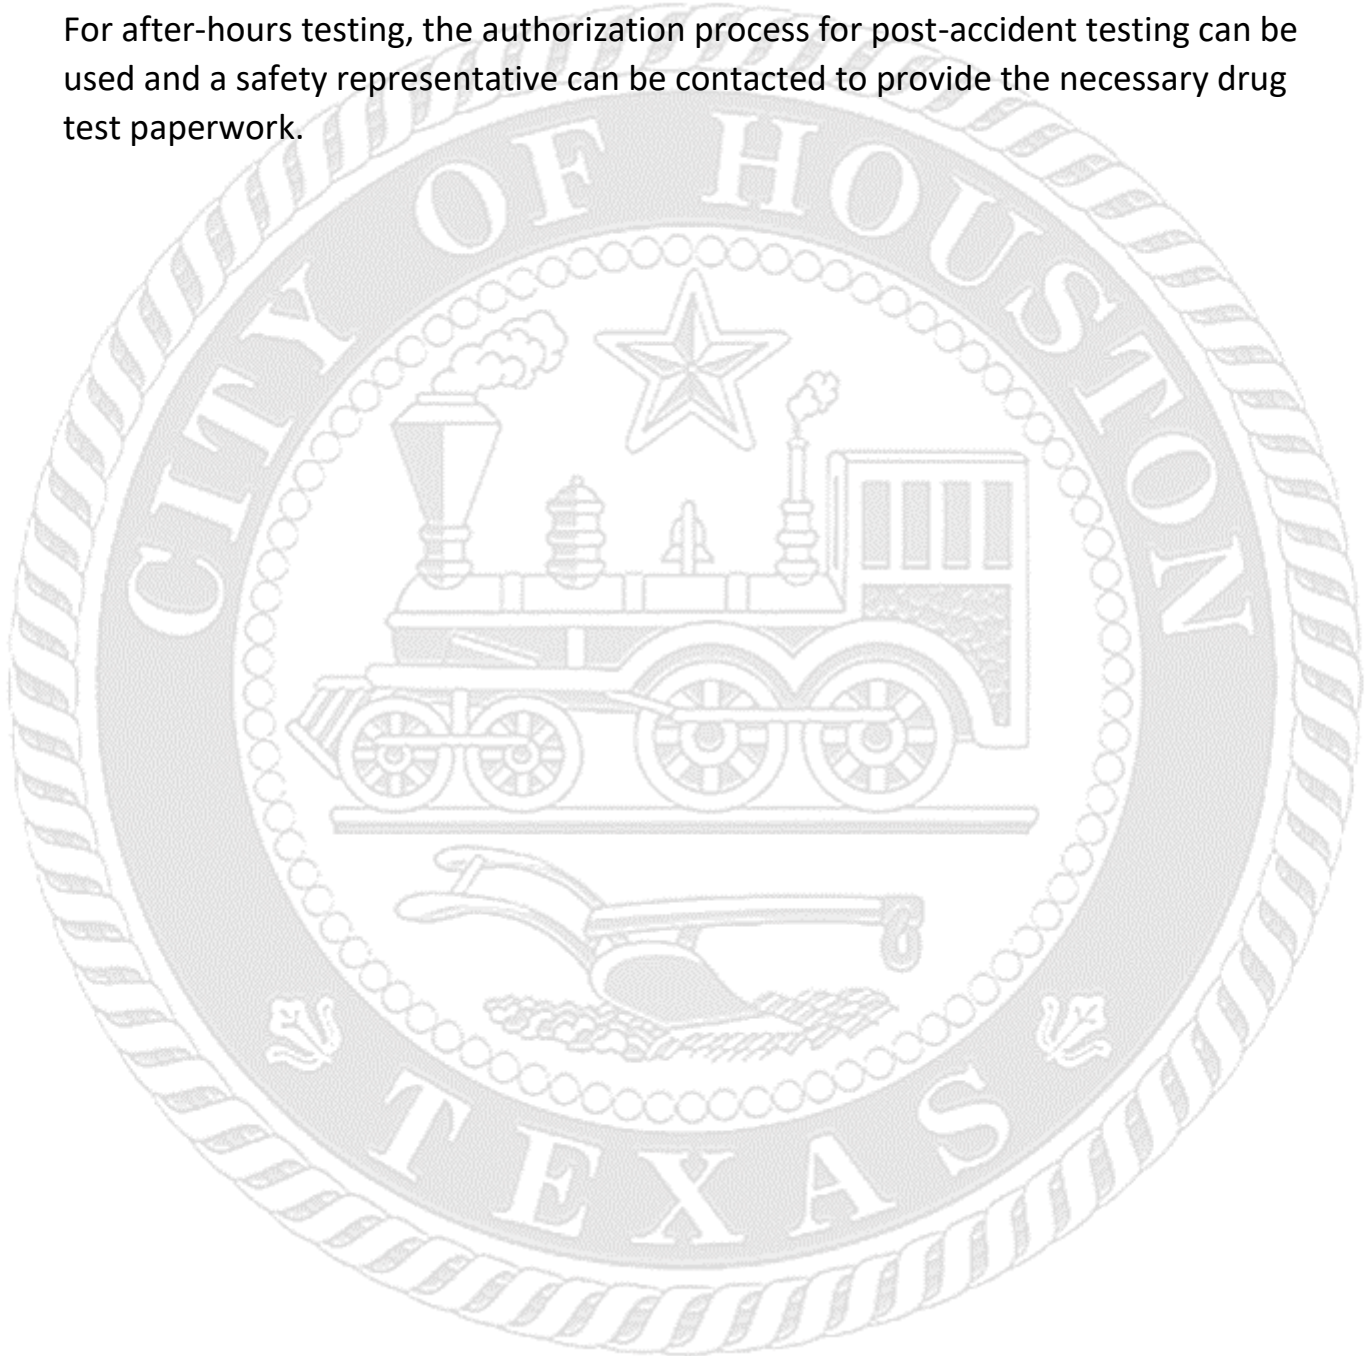 For after-hours testing, the authorization process for post-accident testing can be
used and a safety representative can be contacted to provide the necessary drug
test paperwork.
CITY OF HOUSTON
TEXAS